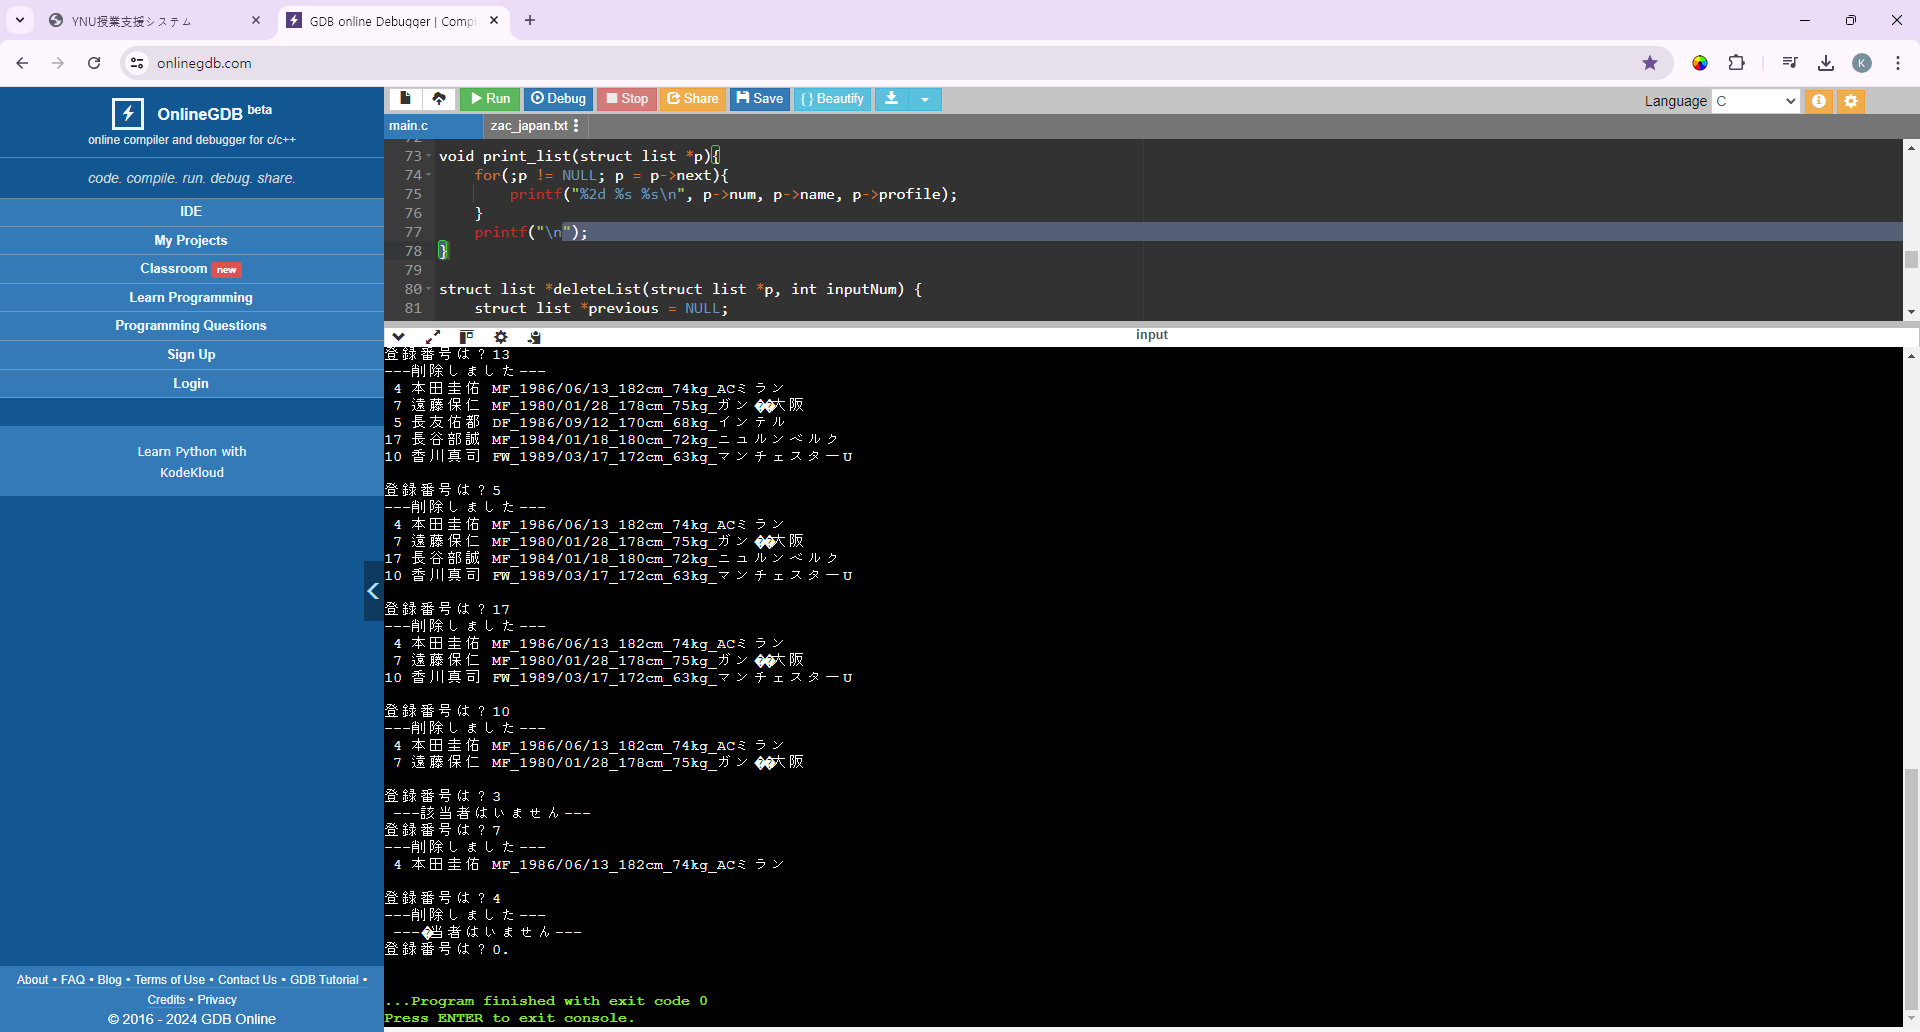 YNU授業支援システム
GDB online Debugger | Compi
onlinegdb.com
K
OnlineGDB beta
online compiler and debugger for c/c++
code. compile. run. debug. share.
IDE
My Projects
Classroom new
Learn Programming
Programming Questions
Sign Up
Login
Learn Python with
KodeKloud
About • FAQ • Blog • Terms of Use • Contact Us • GDB Tutorial •
Credits • Privacy
© 2016 - 2024 GDB Online
Run Debug Stop Share Save { } Beautify
Language C
main.c zac_japan.txt
73 void print_list(struct list *p){
74 for(;p != NULL; p = p->next){
75 printf("%2d %s %s\n", p->num, p->name, p->profile);
76 }
77 printf("\n");
78 }
79
80 struct list *deleteList(struct list *p, int inputNum) {
81 struct list *previous = NULL;
input
登録番号は？13
---削除しました---
4 本田圭佑 MF_1986/06/13_182cm_74kg_ACミラン
7 遠藤保仁 MF_1980/01/28_178cm_75kg_ガン��大阪
5 長友佑都 DF_1986/09/12_170cm_68kg_インテル
17 長谷部誠 MF_1984/01/18_180cm_72kg_ニュルンベルク
10 香川真司 FW_1989/03/17_172cm_63kg_マンチェスターU
登録番号は？5
---削除しました---
4 本田圭佑 MF_1986/06/13_182cm_74kg_ACミラン
7 遠藤保仁 MF_1980/01/28_178cm_75kg_ガン��大阪
17 長谷部誠 MF_1984/01/18_180cm_72kg_ニュルンベルク
10 香川真司 FW_1989/03/17_172cm_63kg_マンチェスターU
登録番号は？17
---削除しました---
4 本田圭佑 MF_1986/06/13_182cm_74kg_ACミラン
7 遠藤保仁 MF_1980/01/28_178cm_75kg_ガン��大阪
10 香川真司 FW_1989/03/17_172cm_63kg_マンチェスターU
登録番号は？10
---削除しました---
4 本田圭佑 MF_1986/06/13_182cm_74kg_ACミラン
7 遠藤保仁 MF_1980/01/28_178cm_75kg_ガン��大阪
登録番号は？3
---該当者はいません---
登録番号は？7
---削除しました---
4 本田圭佑 MF_1986/06/13_182cm_74kg_ACミラン
登録番号は？4
---削除しました---
---�当者はいません---
登録番号は？0.
...Program finished with exit code 0
Press ENTER to exit console.